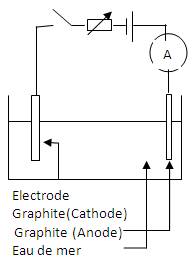 A
Electrode
Graphite(Cathode)
Graphite (Anode)
Eau de mer